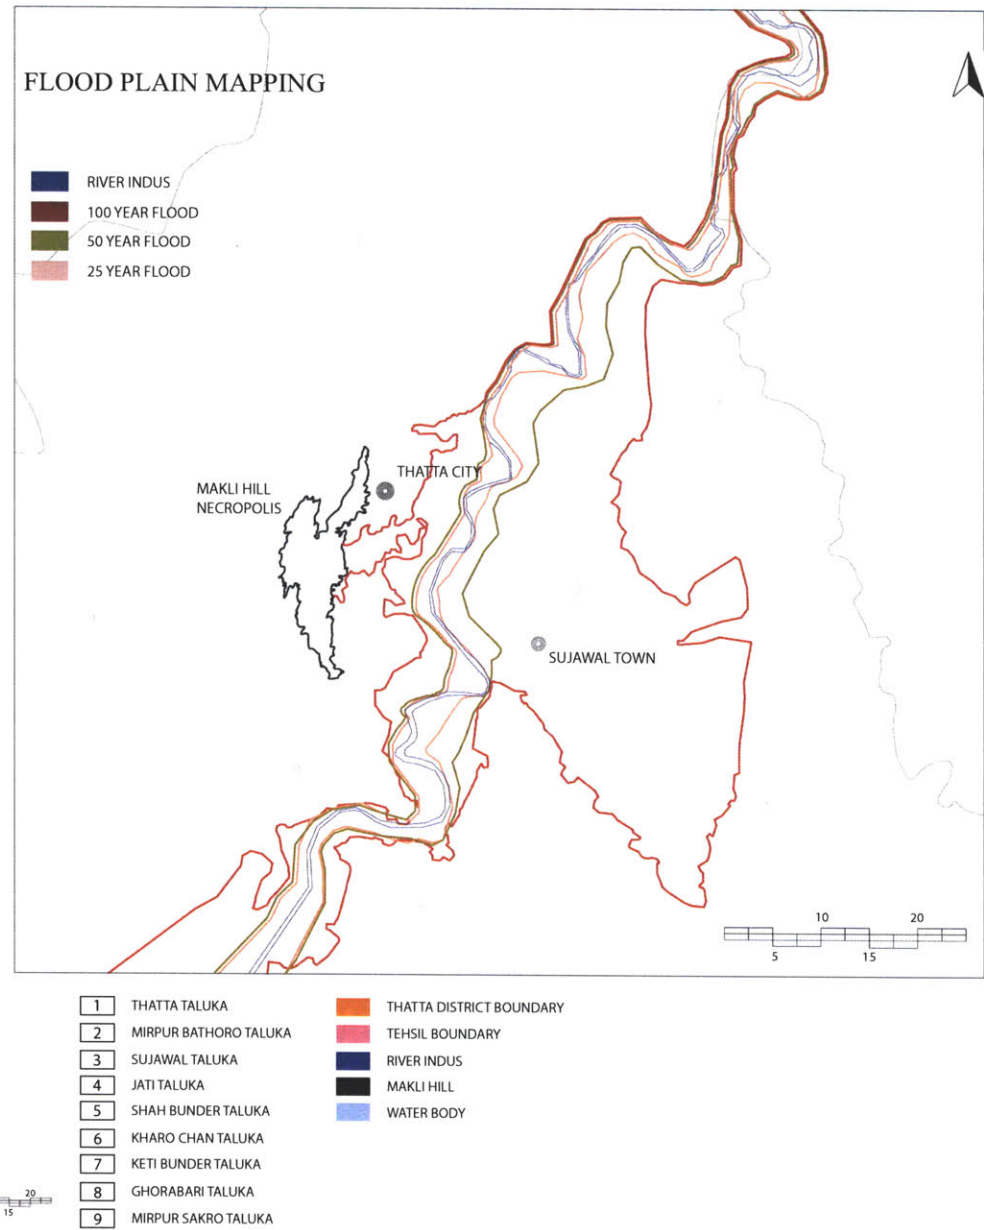 FLOOD PLAIN MAPPING
RIVER INDUS
100 YEAR FLOOD
50 YEAR FLOOD
25 YEAR FLOOD
THATTA CITY
MAKLI HILL
NECROPOLIS
SUJAWAL TOWN
10 20
5 15
1 THATTA TALUKA
2 MIRPUR BATHORO TALUKA
3 SUJAWAL TALUKA
4 JATI TALUKA
5 SHAH BUNDER TALUKA
6 KHARO CHAN TALUKA
7 KETI BUNDER TALUKA
8 GHORABARI TALUKA
9 MIRPUR SAKRO TALUKA
THATTA DISTRICT BOUNDARY
TEHSIL BOUNDARY
RIVER INDUS
MAKLI HILL
WATER BODY
20
15